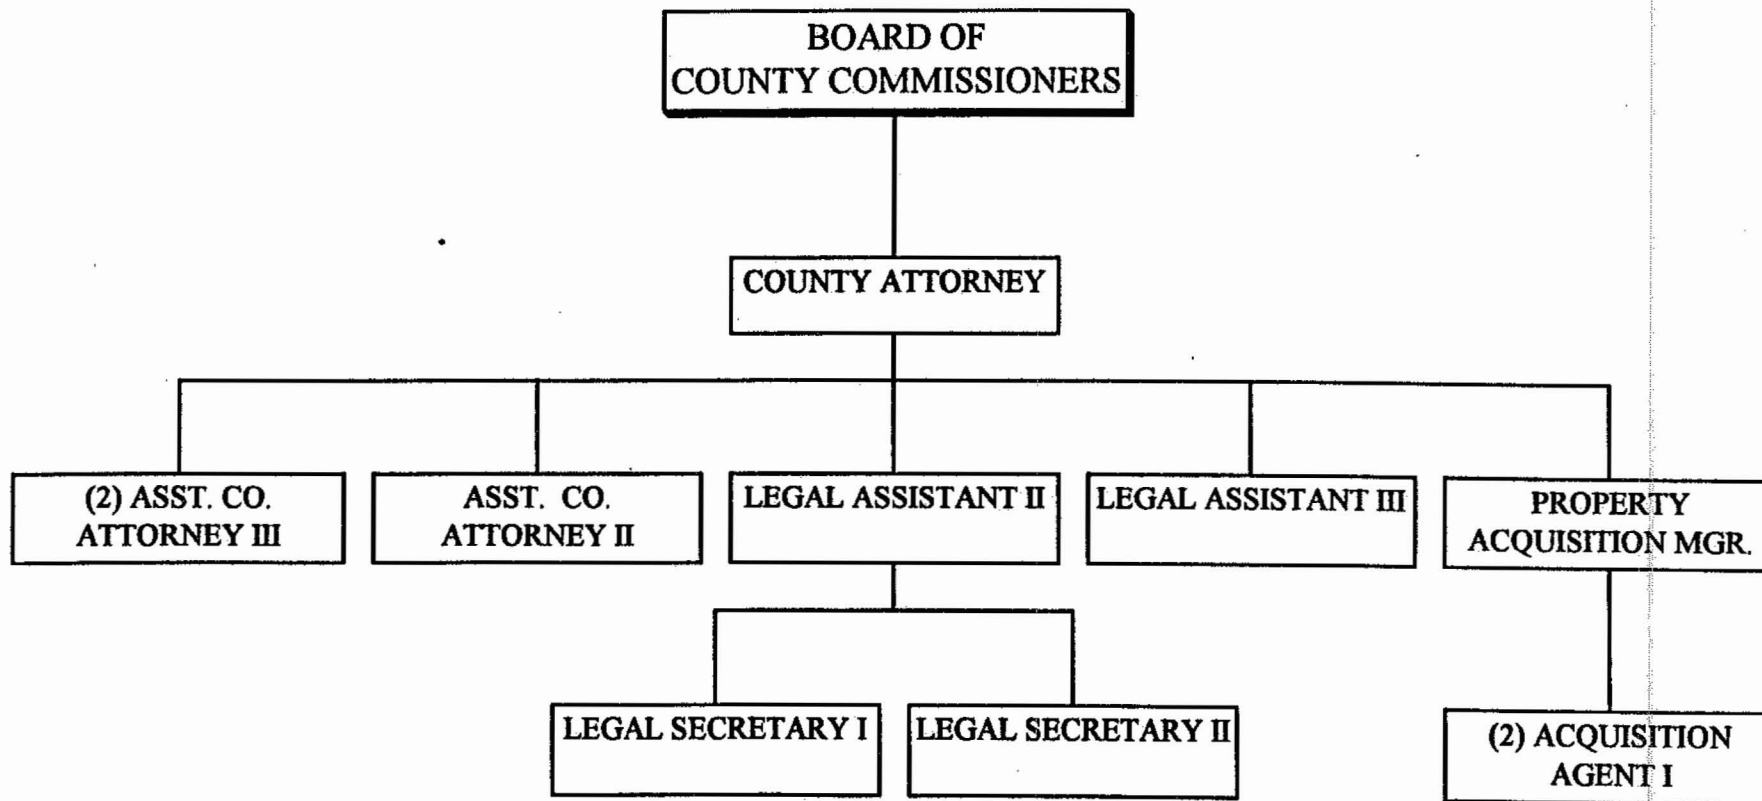 BOARD OF
COUNTY COMMISSIONERS
COUNTY ATTORNEY
(2) ASST. CO.
ATTORNEY III
ASST. CO.
ATTORNEY II
LEGAL ASSISTANT II
LEGAL ASSISTANT III
PROPERTY
ACQUISITION MGR.
LEGAL SECRETARY I
LEGAL SECRETARY II
(2) ACQUISITION
AGENT I